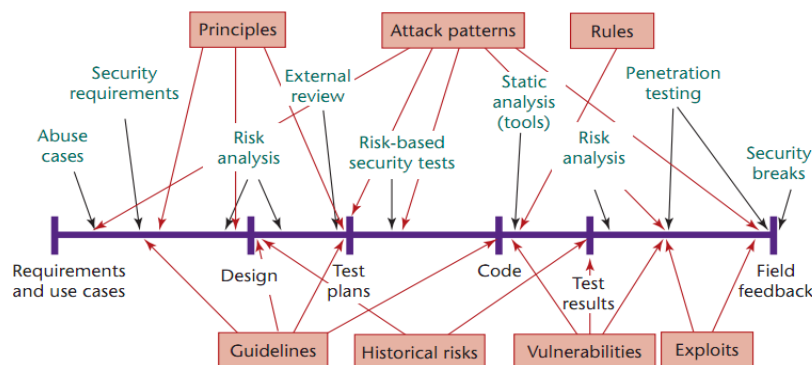 Principles
Attack patterns
Rules
Security
requirements
External
review
Static
analysis
(tools)
Penetration
testing
Abuse
cases
Risk
analysis
Risk-based
security tests
Risk
analysis
Security
breaks
Requirements
and use cases
Design
Test
plans
Code
Test
results
Field
feedback
Guidelines
Historical risks
Vulnerabilities
Exploits